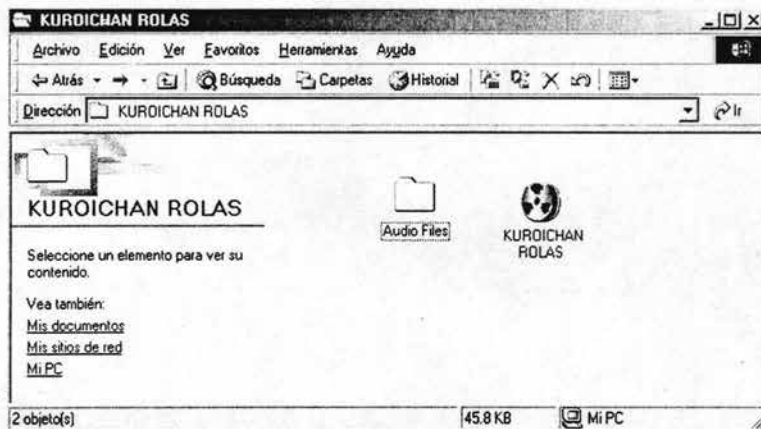 KUROICHAN ROLAS
Archivo Edición Ver Favoritos Herramientas Ayuda
Atrás Búsqueda Carpetas Historial
Dirección KUROICHAN ROLAS Ir
KUROICHAN ROLAS
Seleccione un elemento para ver su
contenido.
Vea también:
Mis documentos
Mis sitios de red
Mi PC
Audio Files
KUROICHAN
ROLAS
2 objeto(s) 45.8 KB Mi PC